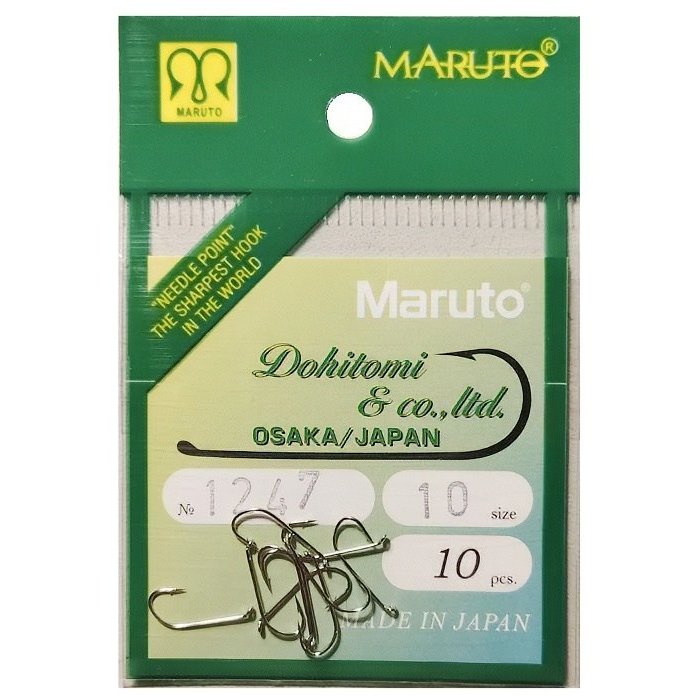 MARUTO
MARUTO®
"NEEDLE POINT"
THE SHARPEST HOOK
IN THE WORLD
Maruto®
Dohitomi
& co., ltd.
OSAKA/JAPAN
№ 1247
10 size
10 pcs.
MADE IN JAPAN